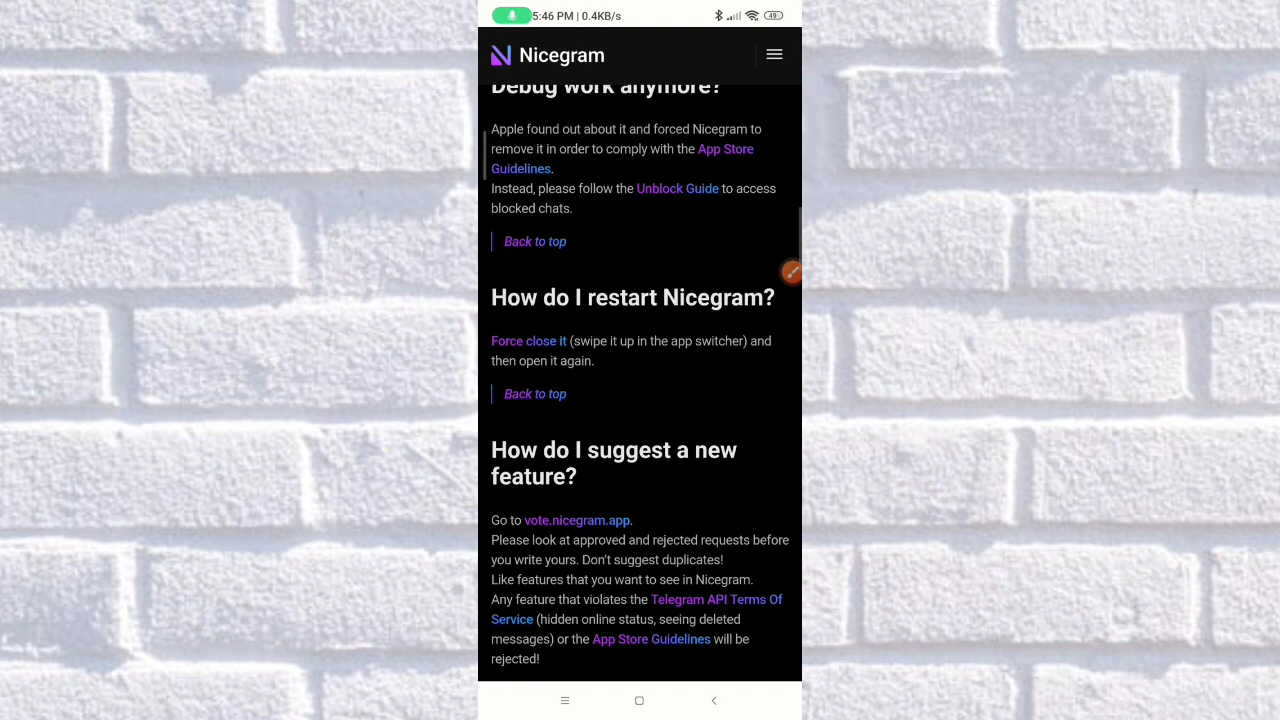 5:46 PM | 0.4KB/s
49
Nicegram
Debug work anymore?
Apple found out about it and forced Nicegram to
remove it in order to comply with the App Store
Guidelines.
Instead, please follow the Unblock Guide to access
blocked chats.
Back to top
How do I restart Nicegram?
Force close it (swipe it up in the app switcher) and
then open it again.
Back to top
How do I suggest a new
feature?
Go to vote.nicegram.app.
Please look at approved and rejected requests before
you write yours. Don't suggest duplicates!
Like features that you want to see in Nicegram.
Any feature that violates the Telegram API Terms Of
Service (hidden online status, seeing deleted
messages) or the App Store Guidelines will be
rejected!